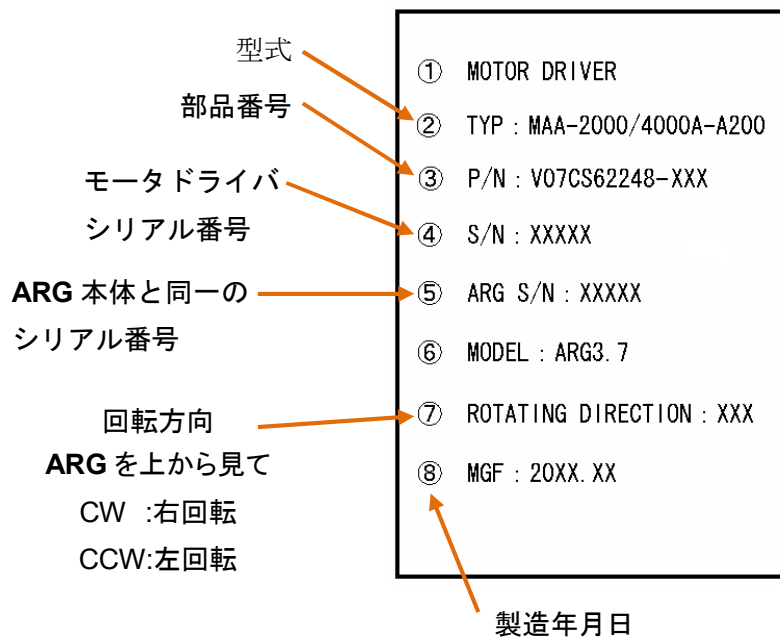 型式
部品番号
モータドライバ
シリアル番号
ARG 本体と同一の
シリアル番号
回転方向
ARG を上から見て
CW :右回転
CCW:左回転
① MOTOR DRIVER
② TYP : MAA-2000/4000A-A200
③ P/N : V07CS62248-XXX
④ S/N : XXXXX
⑤ ARG S/N : XXXXX
⑥ MODEL : ARG3.7
⑦ ROTATING DIRECTION : XXX
⑧ MGF : 20XX.XX
製造年月日